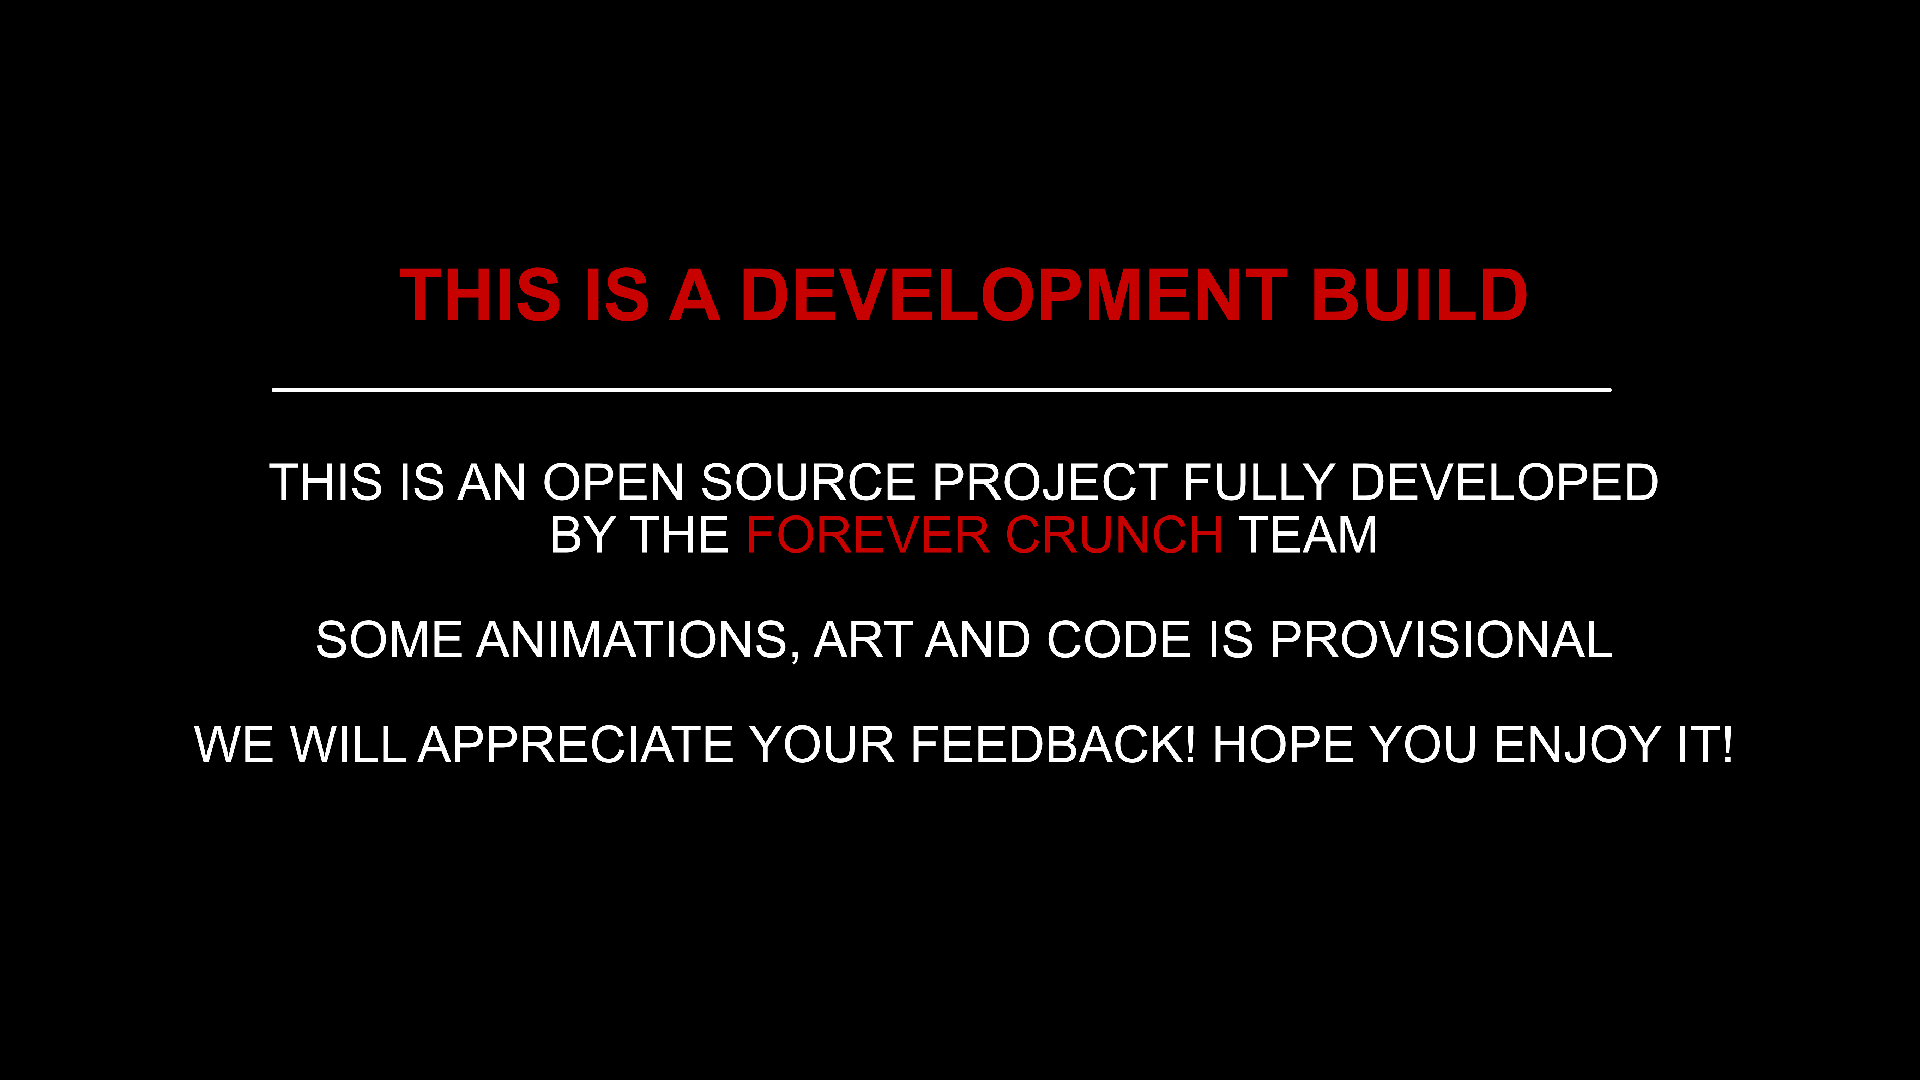 THIS IS A DEVELOPMENT BUILD
THIS IS AN OPEN SOURCE PROJECT FULLY DEVELOPED
BY THE FOREVER CRUNCH TEAM
SOME ANIMATIONS, ART AND CODE IS PROVISIONAL
WE WILL APPRECIATE YOUR FEEDBACK! HOPE YOU ENJOY IT!